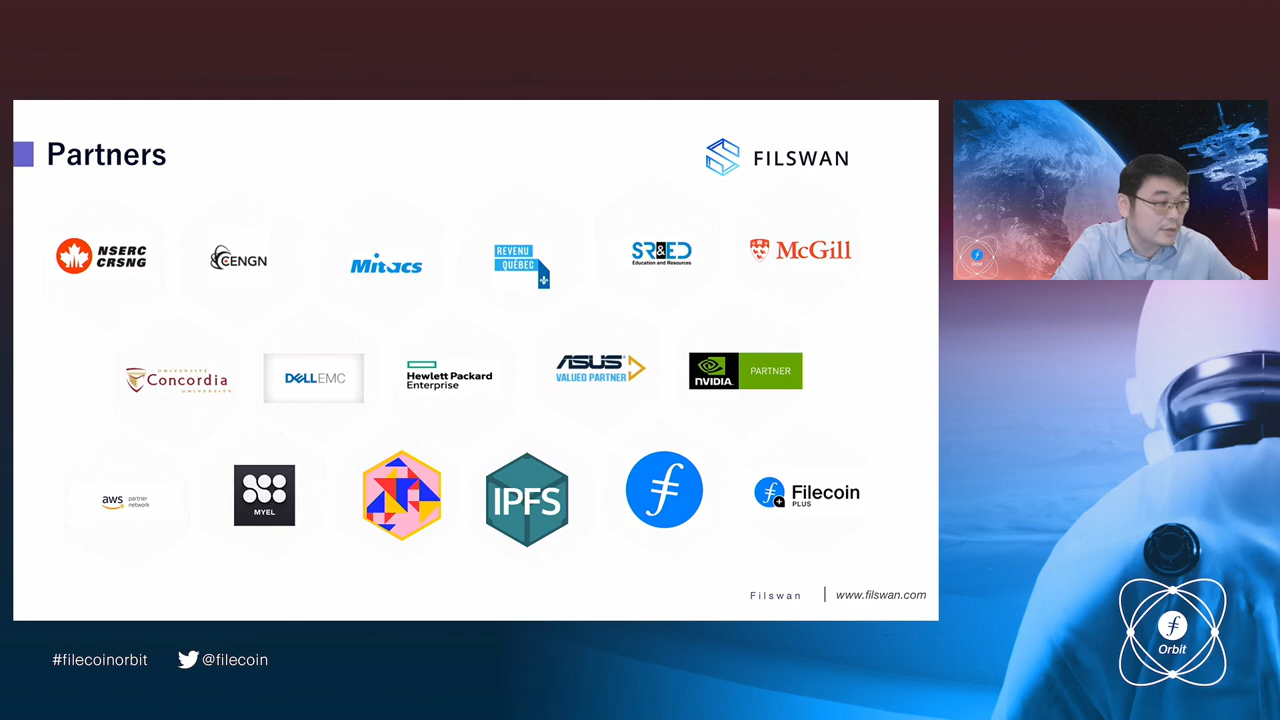 Partners
FILSWAN
NSERC
CRSNG
CENGN
Mitacs
REVENU
QUÉBEC
SR&ED
Education and Resources
McGill
UNIVERSITÉ
Concordia
UNIVERSITY
DELLEMC
Hewlett Packard
Enterprise
ASUS®
VALUED PARTNER
NVIDIA.
PARTNER
aws
partner
network
MYEL
IPFS
Filecoin
PLUS
Filswan
www.filswan.com
Orbit
Orbit
#filecoinorbit
@filecoin